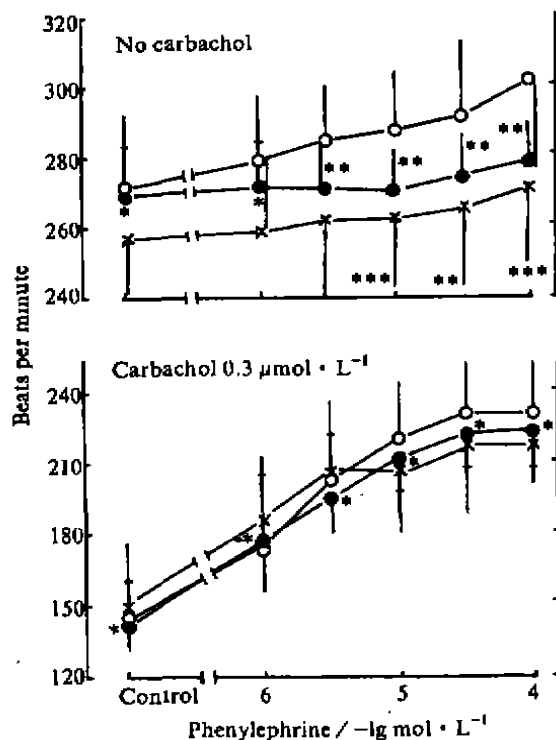 320
No carbachol
300
280
260
240
* * ** ** ** **
*** ** ***
Beats per minute
Carbachol 0.3 μmol · L⁻¹
240
210
180
150
120
* ** * * * *
Control 6 5 4
Phenylephrine / −lg mol · L⁻¹